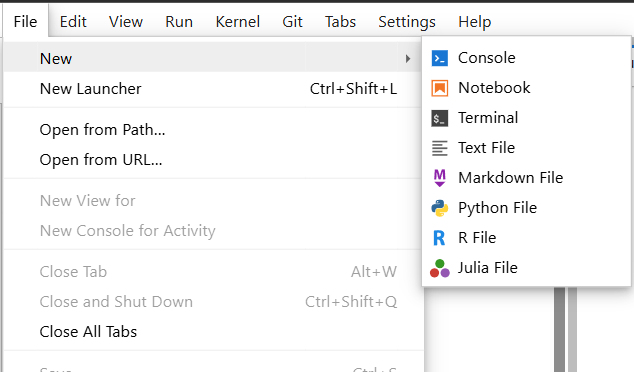 File Edit View Run Kernel Git Tabs Settings Help
New
New Launcher Ctrl+Shift+L
Open from Path...
Open from URL...
New View for
New Console for Activity
Close Tab Alt+W
Close and Shut Down Ctrl+Shift+Q
Close All Tabs
Save Ctrl+S
Console
Notebook
$_ Terminal
Text File
M Markdown File
Python File
R R File
Julia File